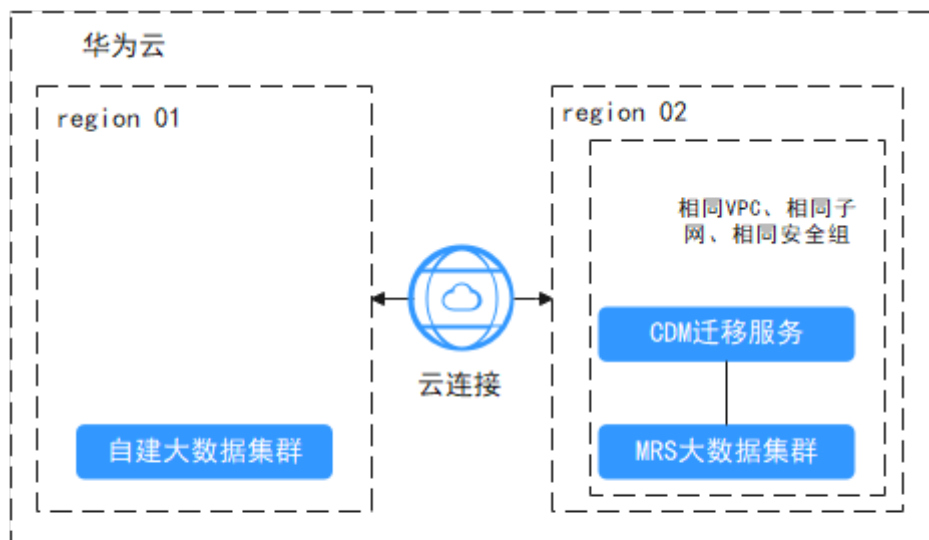 华为云
region 01
region 02
相同VPC、相同子
网、相同安全组
CDM迁移服务
云连接
自建大数据集群
MRS大数据集群